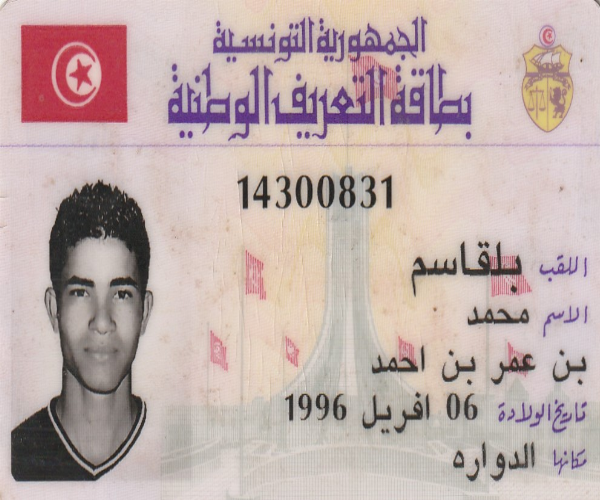 الجمهورية التونسية
بطاقة التعريف الوطنية
14300831
اللقب بلقاسم
الاسم محمد
بن عمر بن احمد
تاريخ الولادة 06 افريل 1996
مكانها الدواره